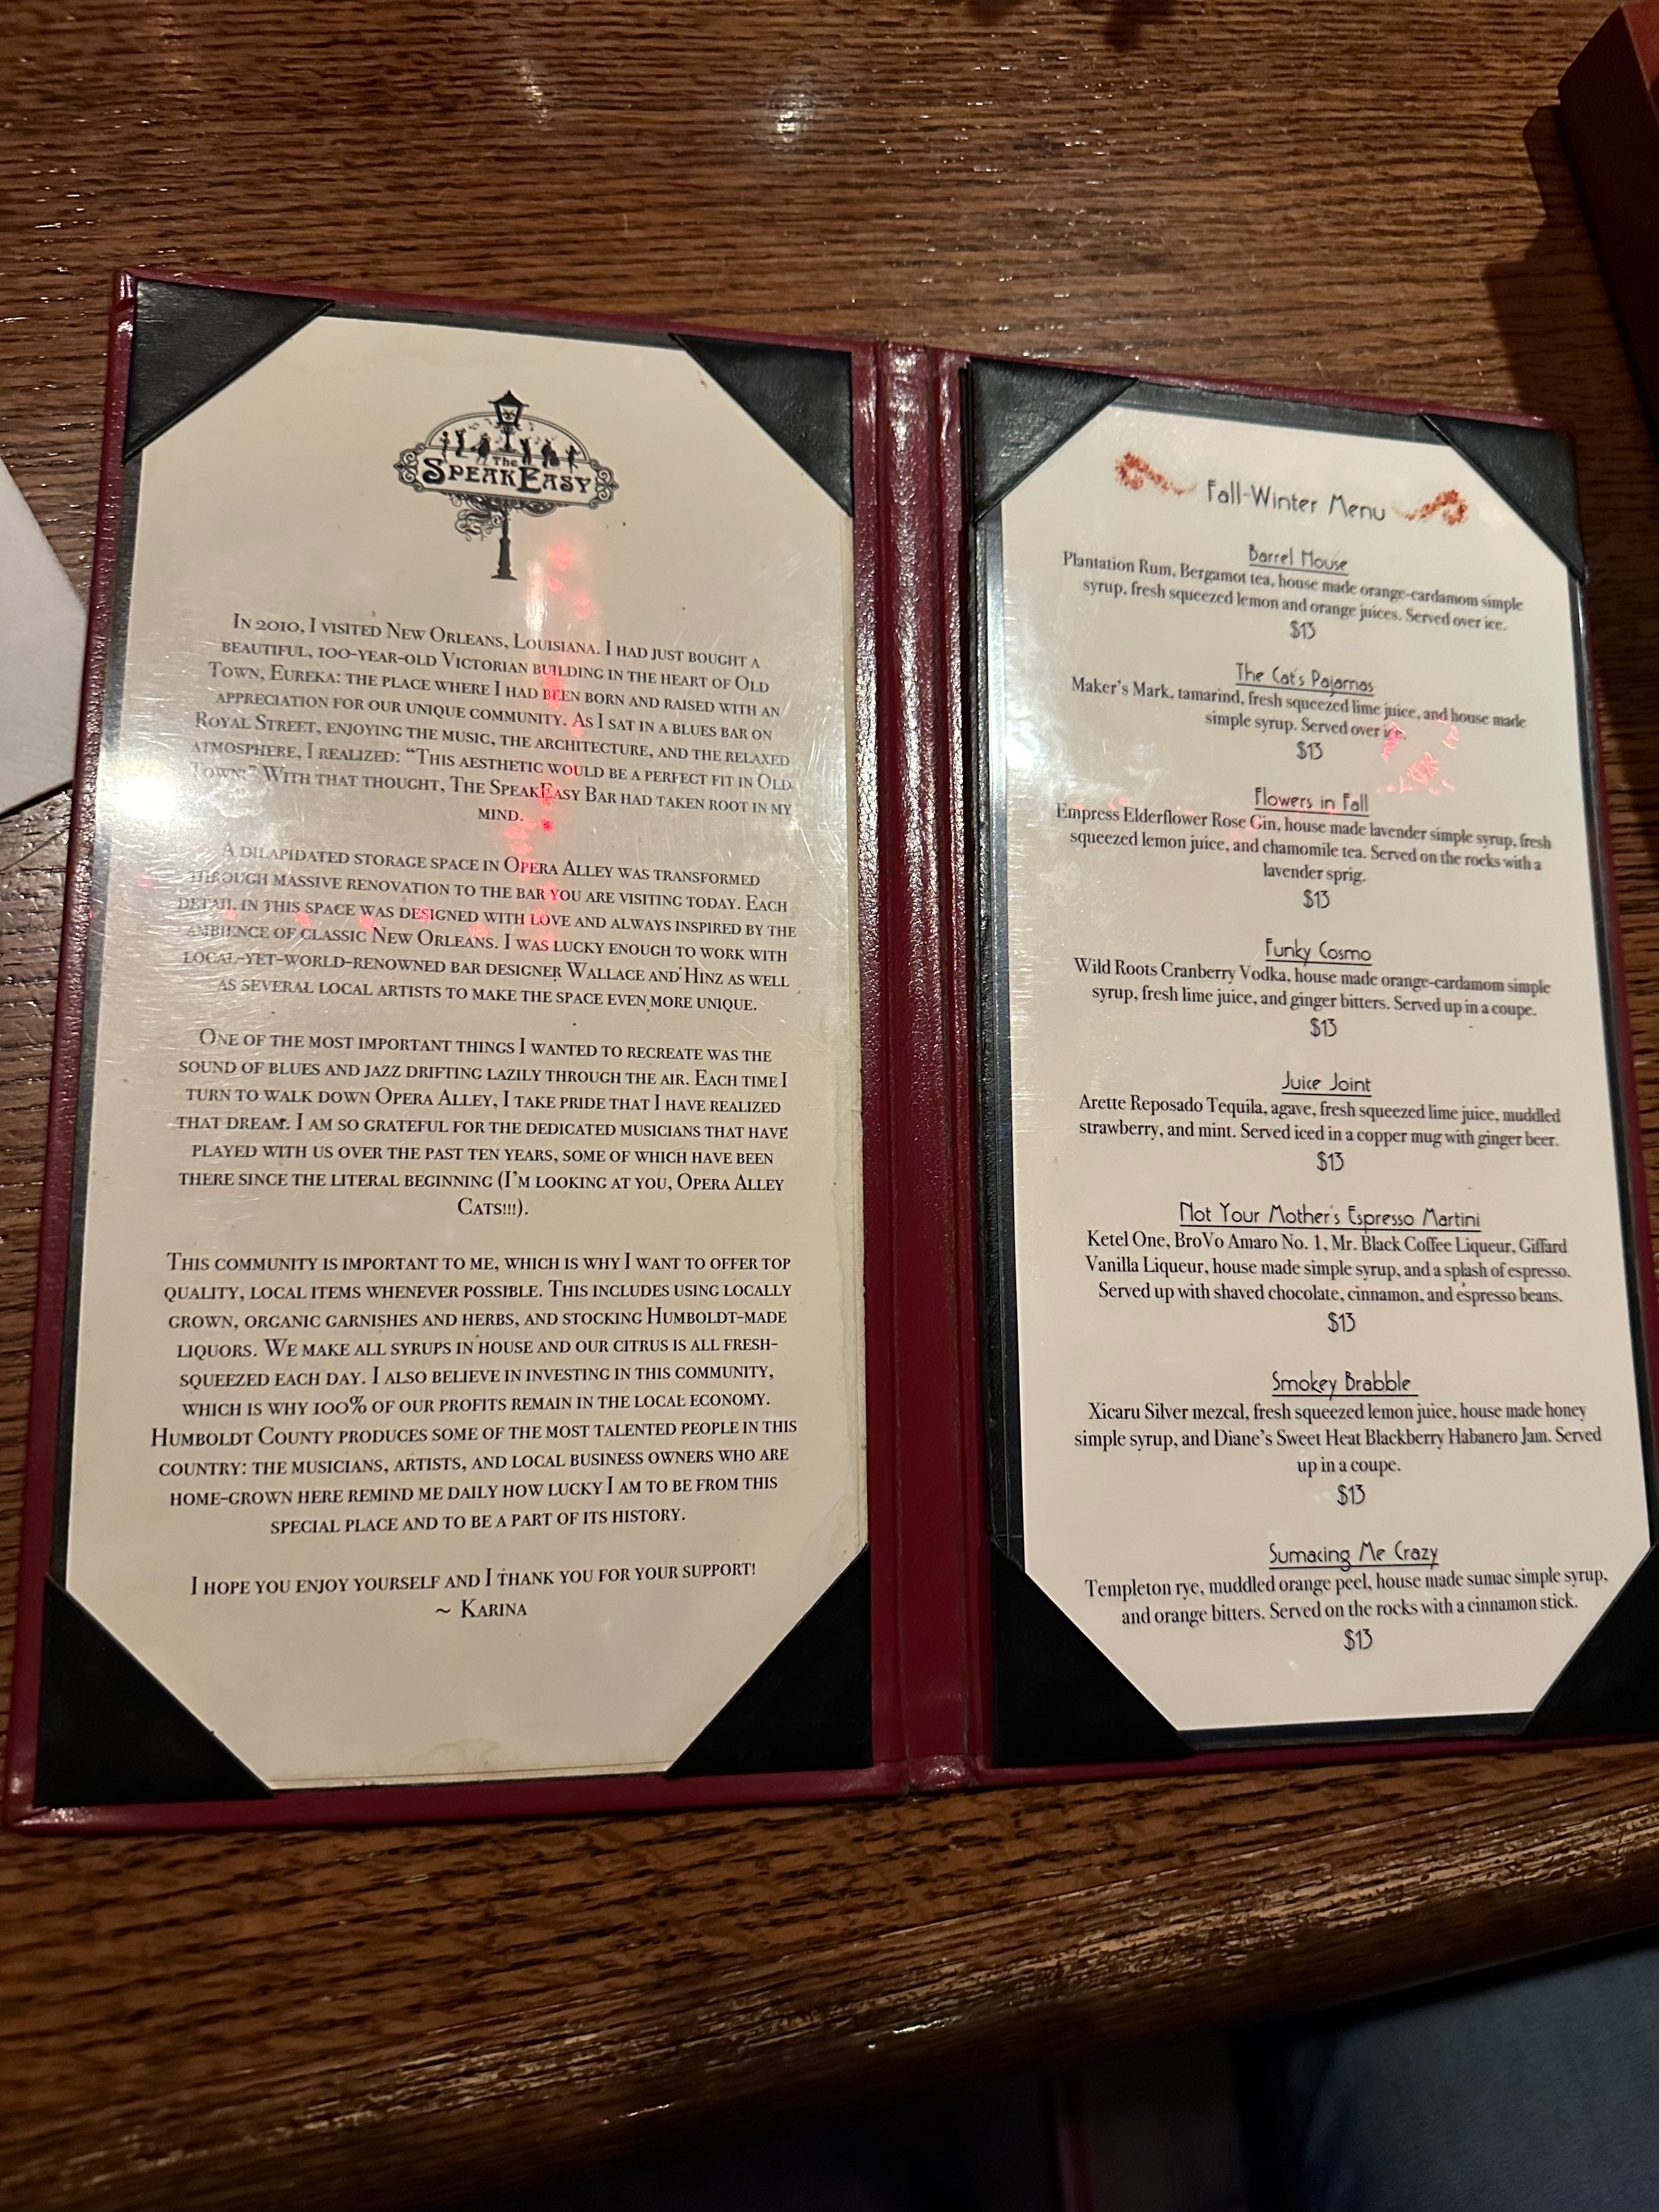 The
SpeakEasy
In 2010, I visited New Orleans, Louisiana. I had just bought a
beautiful, 100-year-old Victorian building in the heart of Old
Town, Eureka: the place where I had been born and raised with an
appreciation for our unique community. As I sat in a blues bar on
Royal Street, enjoying the music, the architecture, and the relaxed
atmosphere, I realized: "This aesthetic would be a perfect fit in Old
Town!" With that thought, The SpeakEasy Bar had taken root in my
mind.
A dilapidated storage space in Opera Alley was transformed
through massive renovation to the bar you are visiting today. Each
detail in this space was designed with love and always inspired by the
ambience of classic New Orleans. I was lucky enough to work with
local-yet-world-renowned bar designer Wallace and Hinz as well
as several local artists to make the space even more unique.
One of the most important things I wanted to recreate was the
sound of blues and jazz drifting lazily through the air. Each time I
turn to walk down Opera Alley, I take pride that I have realized
that dream. I am so grateful for the dedicated musicians that have
played with us over the past ten years, some of which have been
there since the literal beginning (I'm looking at you, Opera Alley
Cats!!!).
This community is important to me, which is why I want to offer top
quality, local items whenever possible. This includes using locally
grown, organic garnishes and herbs, and stocking Humboldt-made
liquors. We make all syrups in house and our citrus is all fresh-
squeezed each day. I also believe in investing in this community,
which is why 100% of our profits remain in the local economy.
Humboldt County produces some of the most talented people in this
country: the musicians, artists, and local business owners who are
home-grown here remind me daily how lucky I am to be from this
special place and to be a part of its history.
I hope you enjoy yourself and I thank you for your support!
~ Karina
Fall-Winter Menu
Barrel House
Plantation Rum, Bergamot tea, house made orange-cardamom simple
syrup, fresh squeezed lemon and orange juices. Served over ice.
$13
The Cat's Pajamas
Maker's Mark, tamarind, fresh squeezed lime juice, and house made
simple syrup. Served over ice.
$13
Flowers in Fall
Empress Elderflower Rose Gin, house made lavender simple syrup, fresh
squeezed lemon juice, and chamomile tea. Served on the rocks with a
lavender sprig.
$13
Funky Cosmo
Wild Roots Cranberry Vodka, house made orange-cardamom simple
syrup, fresh lime juice, and ginger bitters. Served up in a coupe.
$13
Juice Joint
Arette Reposado Tequila, agave, fresh squeezed lime juice, muddled
strawberry, and mint. Served iced in a copper mug with ginger beer.
$13
Not Your Mother's Espresso Martini
Ketel One, BroVo Amaro No. 1, Mr. Black Coffee Liqueur, Giffard
Vanilla Liqueur, house made simple syrup, and a splash of espresso.
Served up with shaved chocolate, cinnamon, and espresso beans.
$13
Smokey Brabble
Xicaru Silver mezcal, fresh squeezed lemon juice, house made honey
simple syrup, and Diane's Sweet Heat Blackberry Habanero Jam. Served
up in a coupe.
$13
Sumacing Me Crazy
Templeton rye, muddled orange peel, house made sumac simple syrup,
and orange bitters. Served on the rocks with a cinnamon stick.
$13